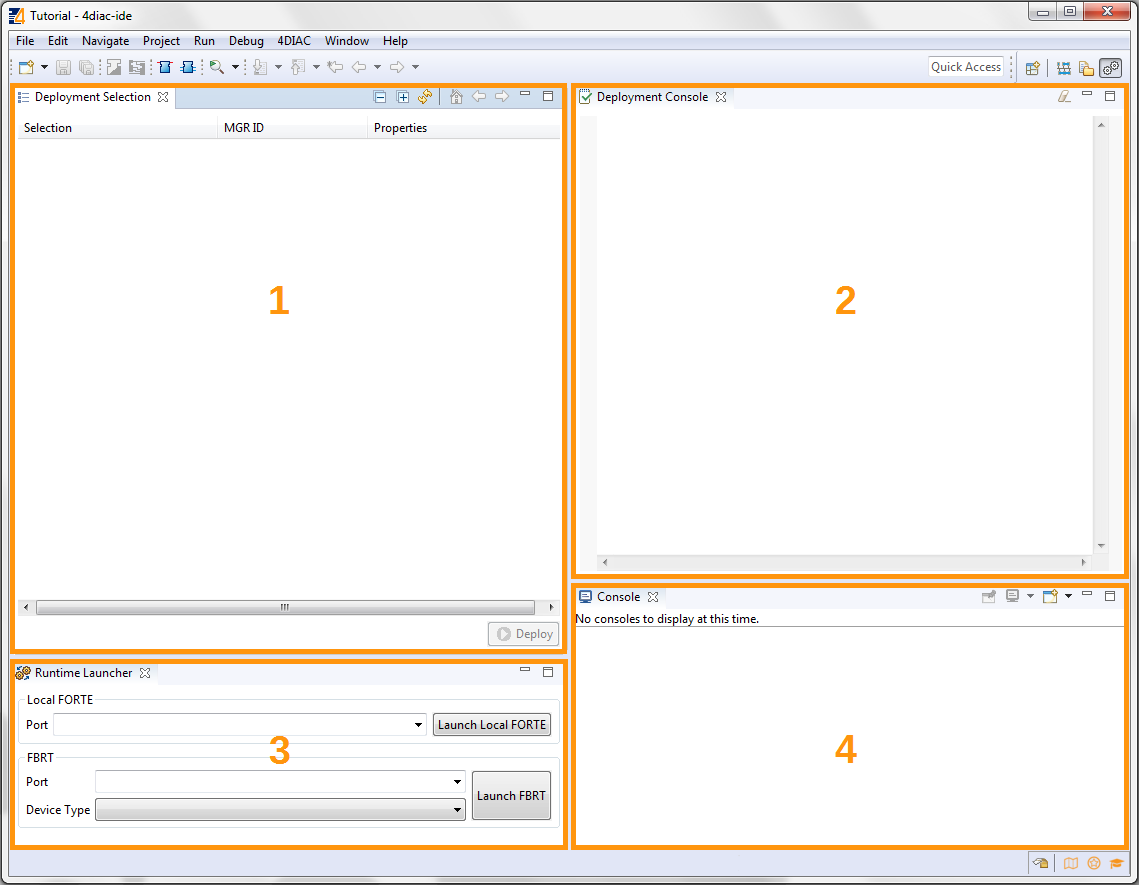 Tutorial - 4diac-ide
File Edit Navigate Project Run Debug 4DIAC Window Help
Quick Access
Deployment Selection
Selection MGR ID Properties
1
Deploy
Deployment Console
2
Runtime Launcher
Local FORTE
Port Launch Local FORTE
3
FBRT
Port
Launch FBRT
Device Type
Console
No consoles to display at this time.
4